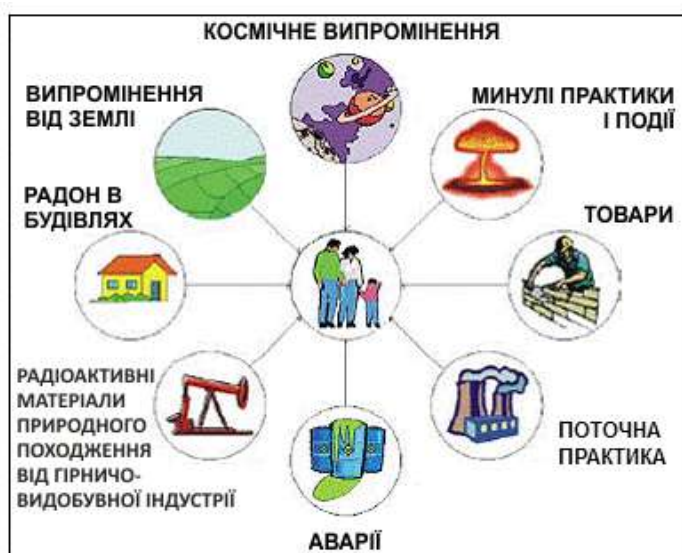 КОСМІЧНЕ ВИПРОМІНЕННЯ
ВИПРОМІНЕННЯ
ВІД ЗЕМЛІ
МИНУЛІ ПРАКТИКИ
І ПОДІЇ
РАДОН В
БУДІВЛЯХ
ТОВАРИ
РАДІОАКТИВНІ
МАТЕРІАЛИ
ПРИРОДНОГО
ПОХОДЖЕННЯ
ВІД ГІРНИЧО-
ВИДОБУВНОЇ ІНДУСТРІЇ
ПОТОЧНА
ПРАКТИКА
АВАРІЇ